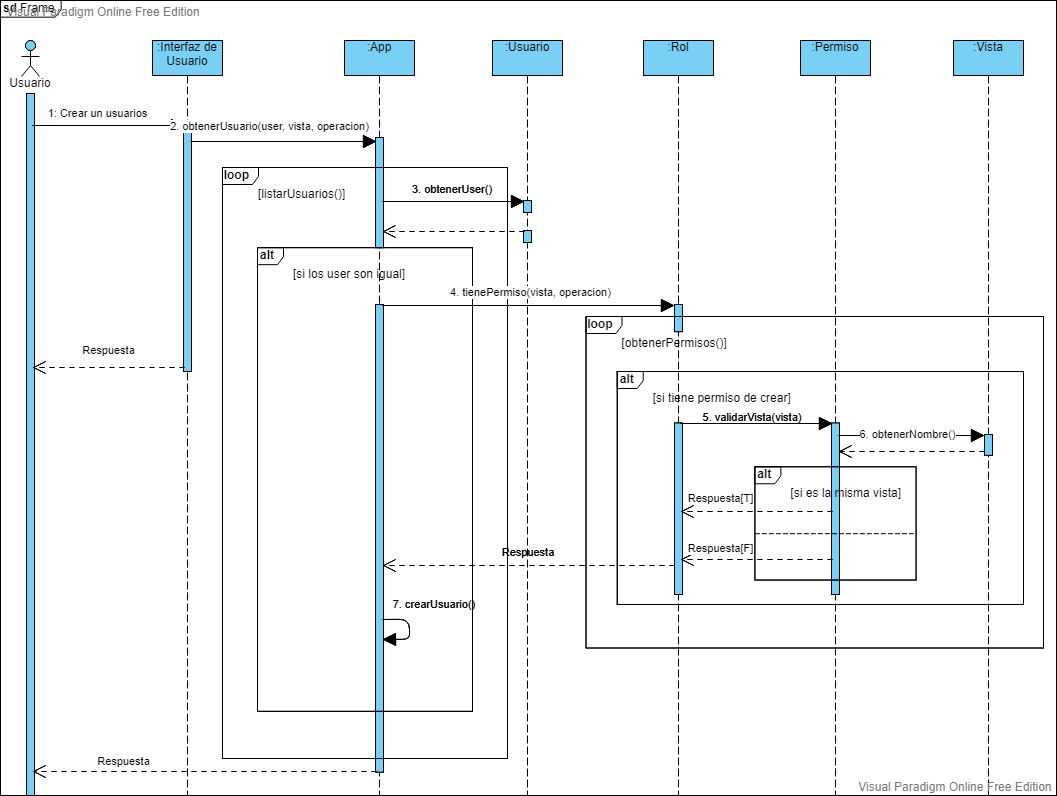 sd Frame
Visual Paradigm Online Free Edition
:Interfaz de
Usuario
:App
:Usuario
:Rol
:Permiso
:Vista
Usuario
1: Crear un usuarios
2. obtenerUsuario(user, vista, operacion)
loop
[listarUsuarios()]
3. obtenerUser()
alt
[si los user son igual]
4. tienePermiso(vista, operacion)
loop
[obtenerPermisos()]
Respuesta
alt
[si tiene permiso de crear]
5. validarVista(vista)
6. obtenerNombre()
alt
[si es la misma vista]
Respuesta[T]
Respuesta[F]
Respuesta
7. crearUsuario()
Respuesta
Visual Paradigm Online Free Edition